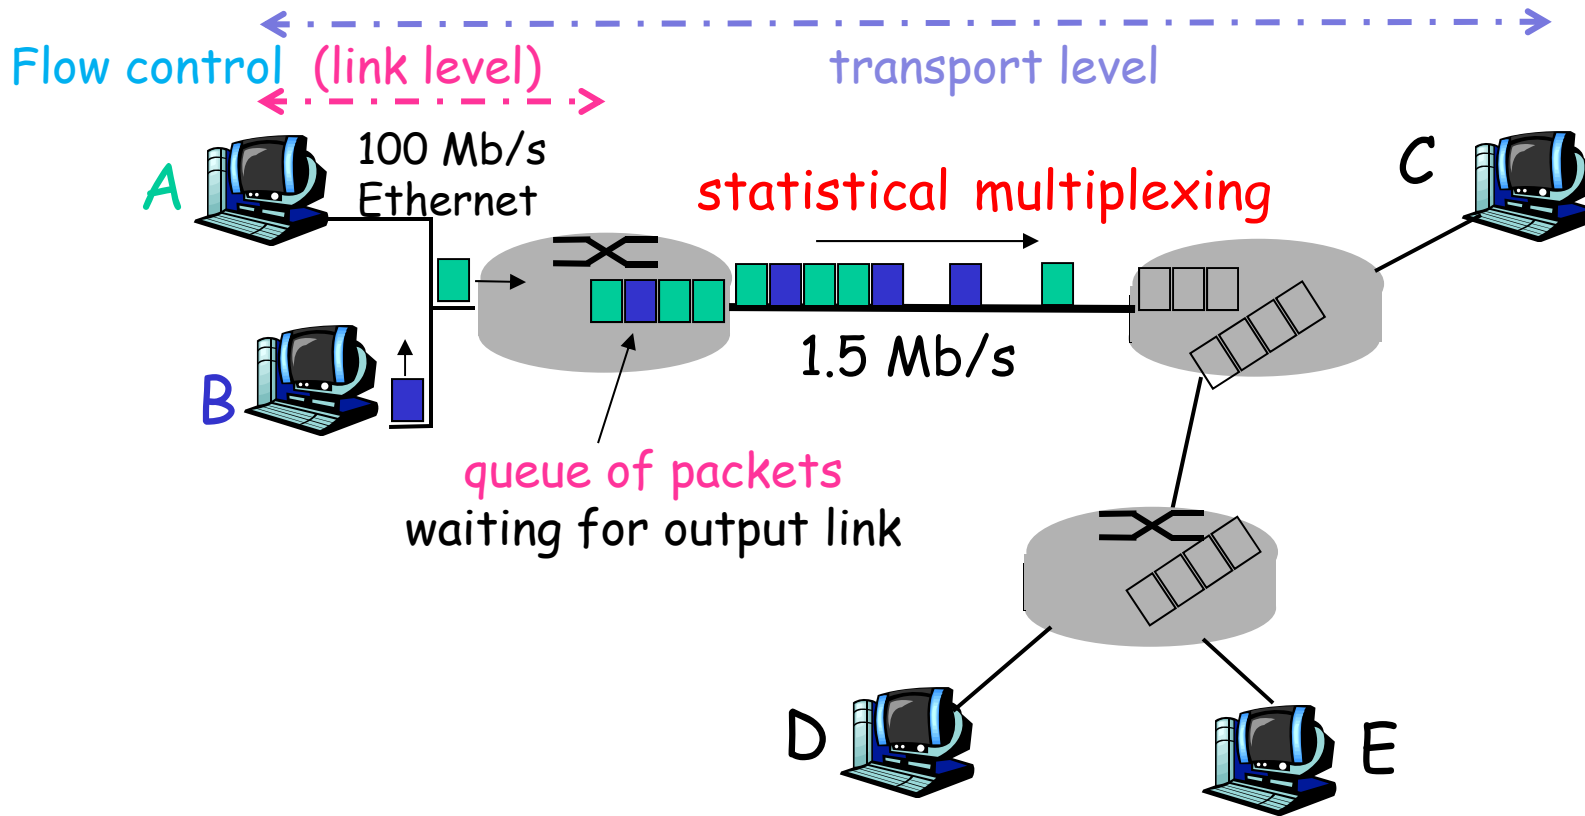 Flow control (link level) transport level
100 Mb/s
Ethernet
A
statistical multiplexing
C
1.5 Mb/s
B
queue of packets
waiting for output link
D
E